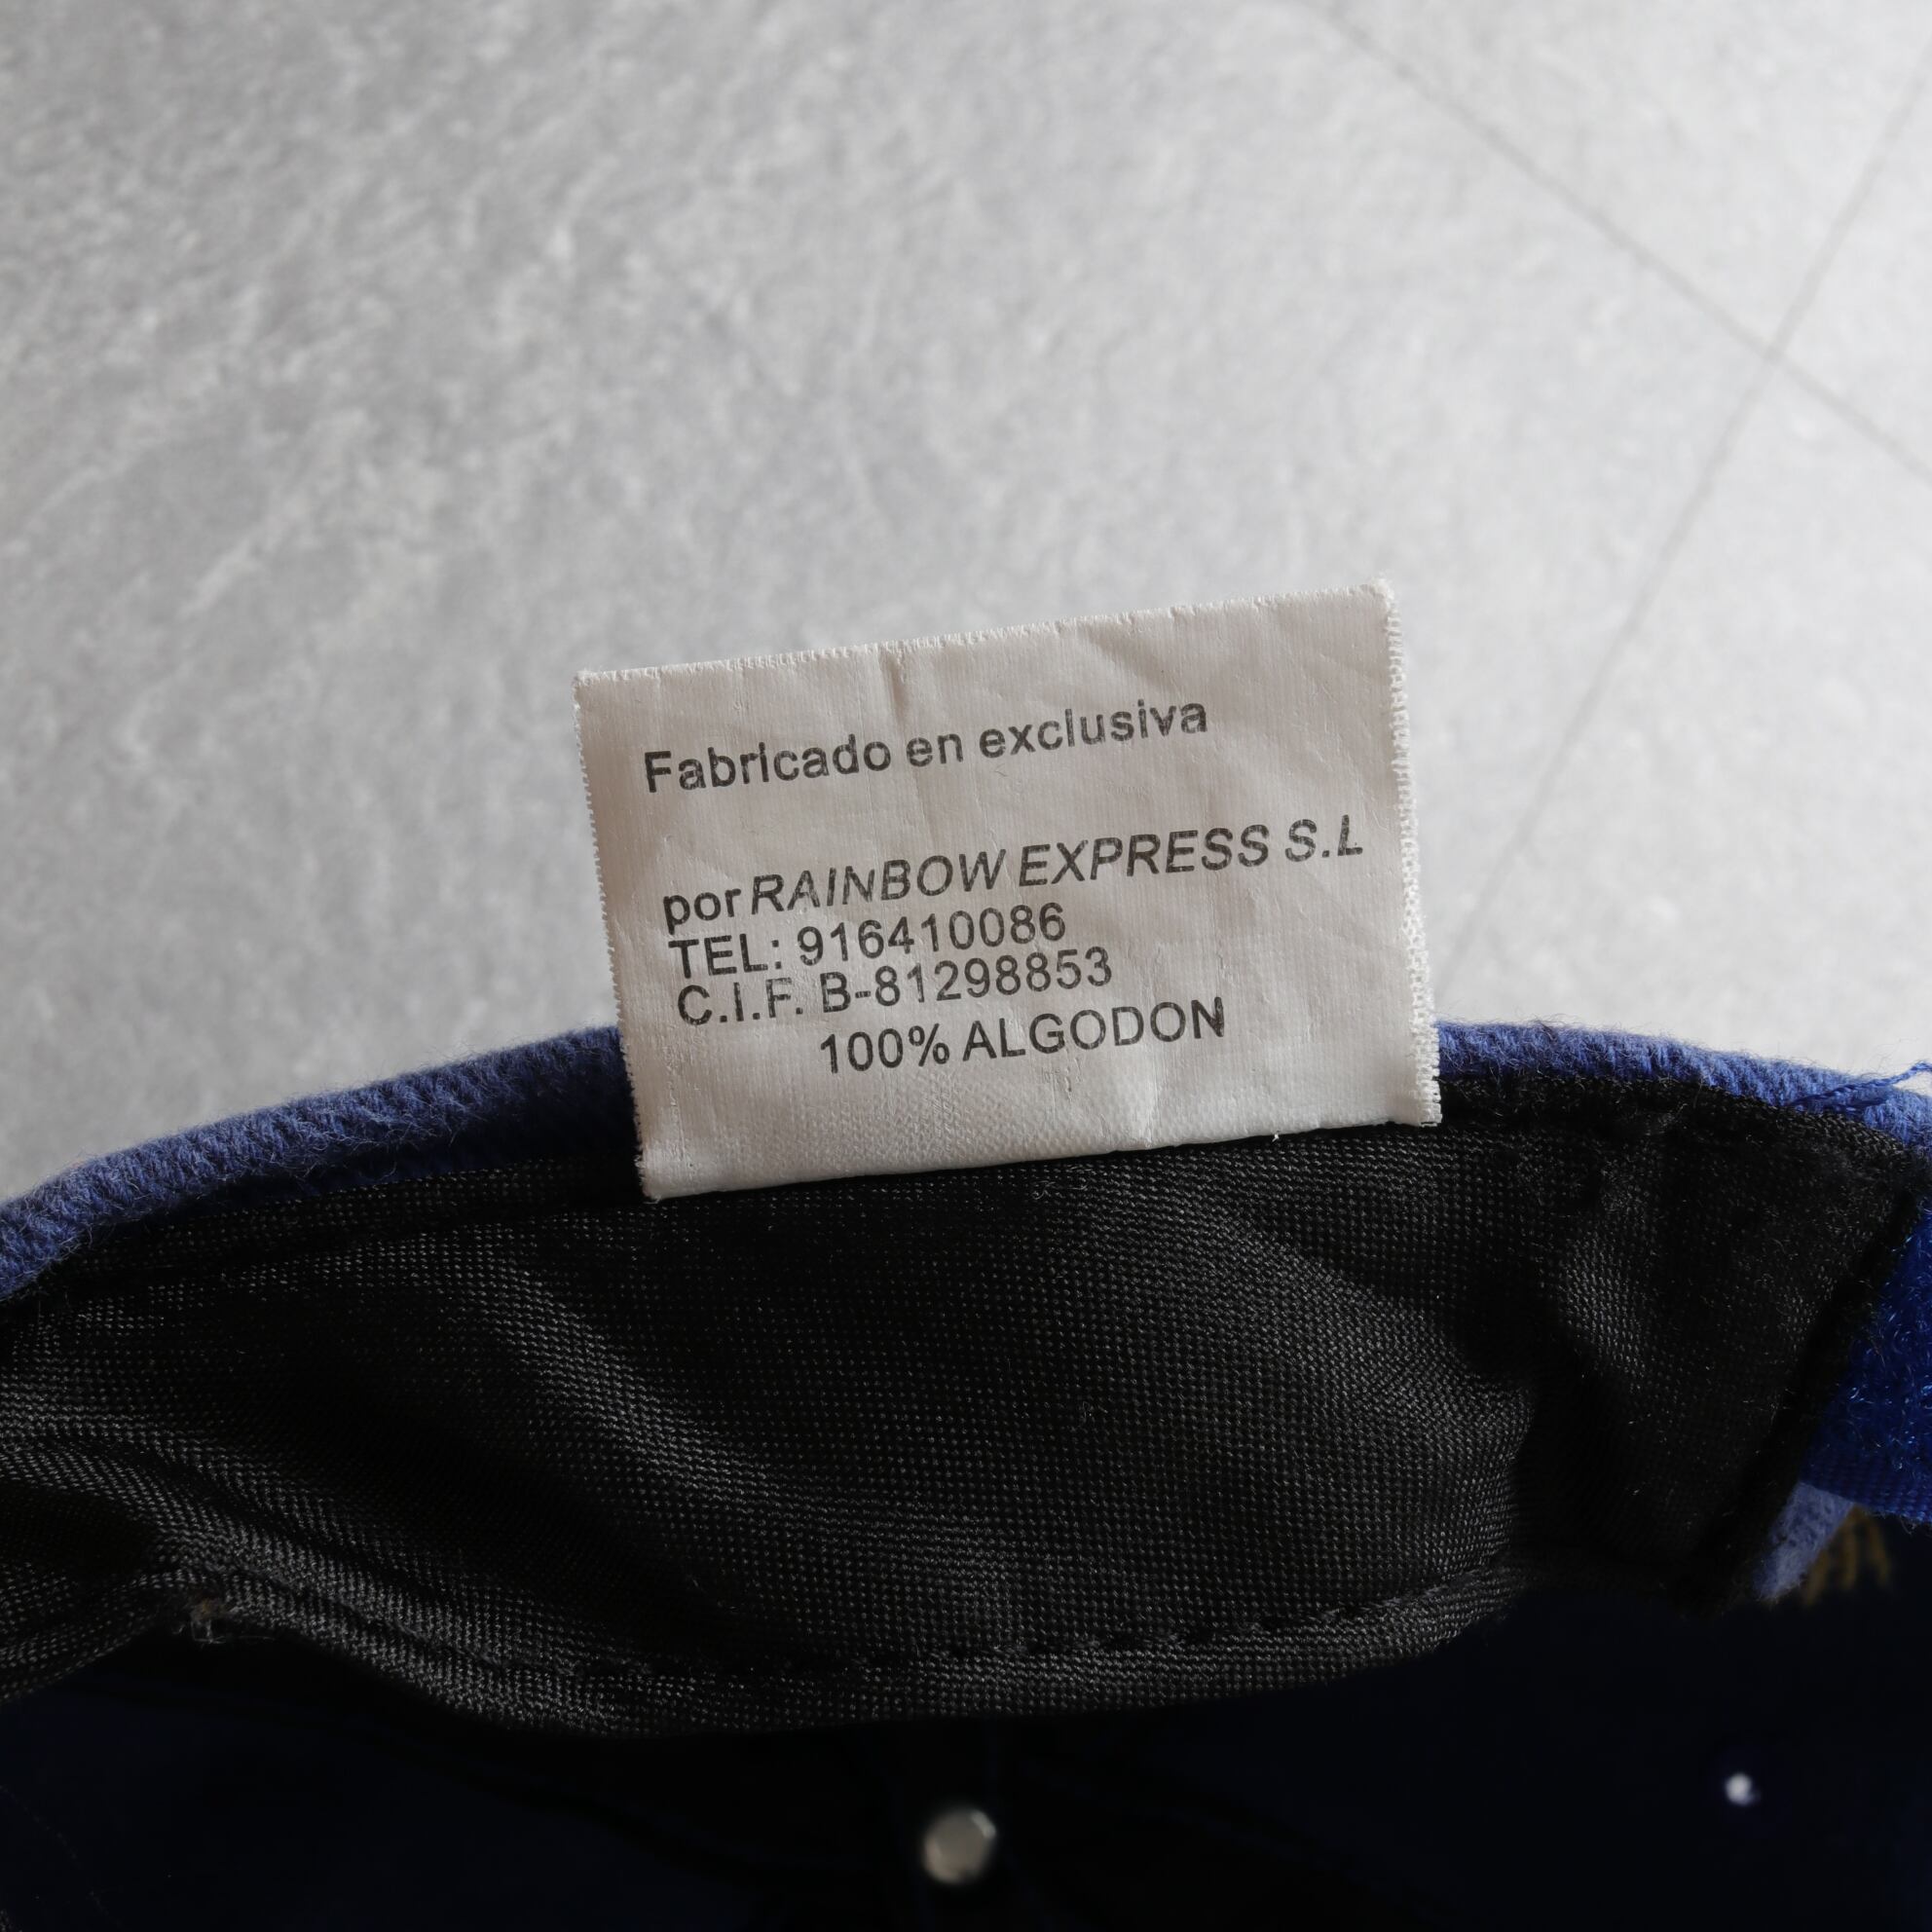 Fabricado en exclusiva
por RAINBOW EXPRESS S.L
TEL: 916410086
C.I.F. B-81298853
100% ALGODON